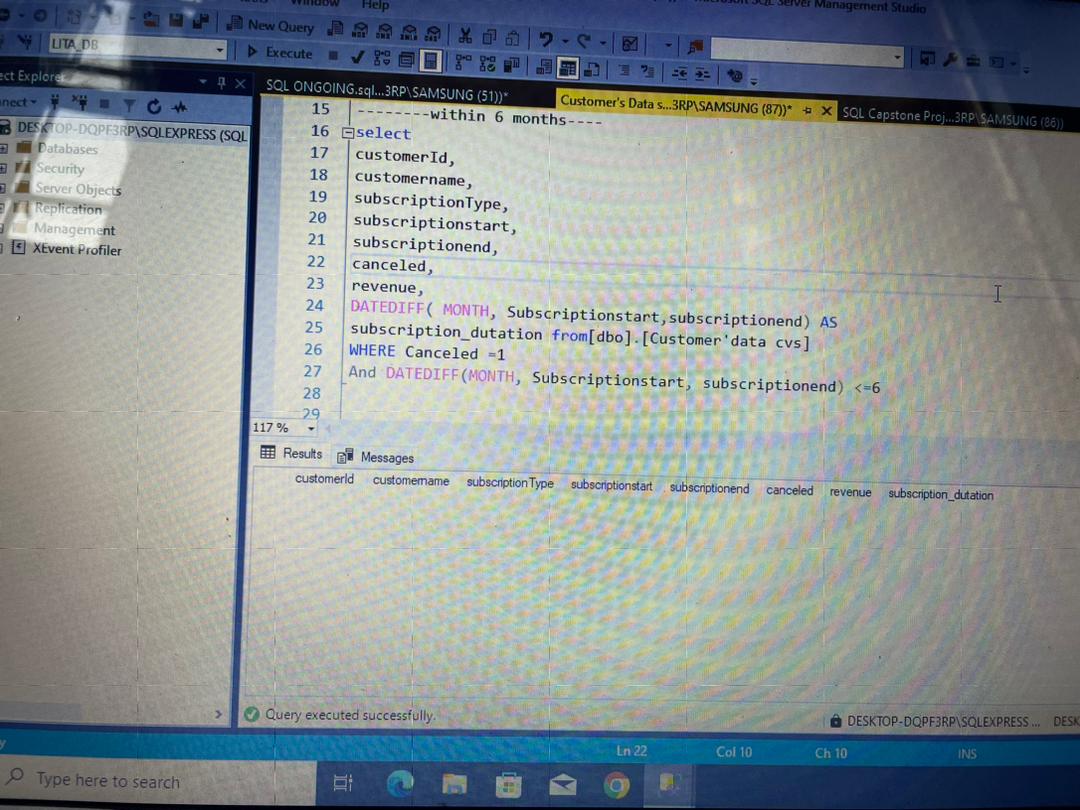 Window Help
SQL Server Management Studio
New Query
LITA_DB
Execute
ect Explorer
nnect
DESKTOP-DQPF3RP\SQLEXPRESS (SQL
Databases
Security
Server Objects
Replication
Management
XEvent Profiler
SQL ONGOING.sql...3RP\SAMSUNG (51))*
Customer's Data s...3RP\SAMSUNG (87))*
SQL Capstone Proj...3RP\SAMSUNG (86))
15 --------within 6 months----
16 select
17 customerId,
18 customername,
19 subscriptionType,
20 subscriptionstart,
21 subscriptionend,
22 canceled,
23 revenue,
24 DATEDIFF( MONTH, Subscriptionstart,subscriptionend) AS
25 subscription_dutation from[dbo].[Customer'data cvs]
26 WHERE Canceled =1
27 And DATEDIFF(MONTH, Subscriptionstart, subscriptionend) <=6
28
29
117 %
Results Messages
customerId customername subscriptionType subscriptionstart subscriptionend canceled revenue subscription_dutation
Query executed successfully.
DESKTOP-DQPF3RP\SQLEXPRESS ... DESK
Ln 22 Col 10 Ch 10 INS
Type here to search